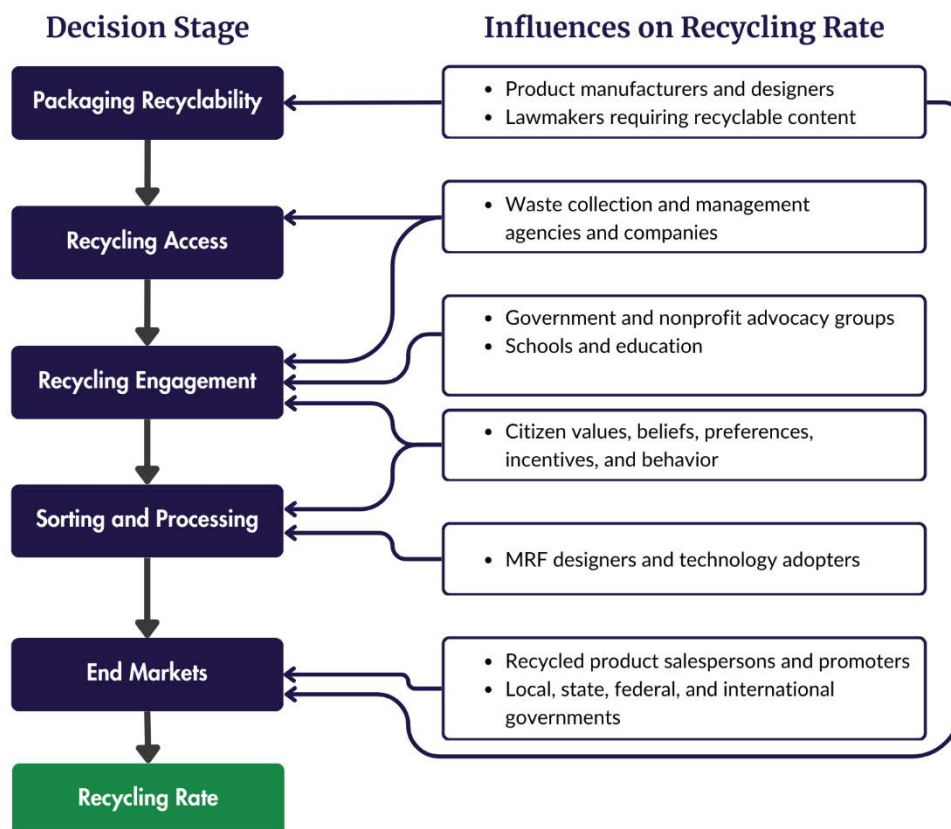 Decision Stage
Influences on Recycling Rate
Packaging Recyclability
• Product manufacturers and designers
• Lawmakers requiring recyclable content
Recycling Access
• Waste collection and management
agencies and companies
Recycling Engagement
• Government and nonprofit advocacy groups
• Schools and education
• Citizen values, beliefs, preferences,
incentives, and behavior
Sorting and Processing
• MRF designers and technology adopters
End Markets
• Recycled product salespersons and promoters
• Local, state, federal, and international
governments
Recycling Rate